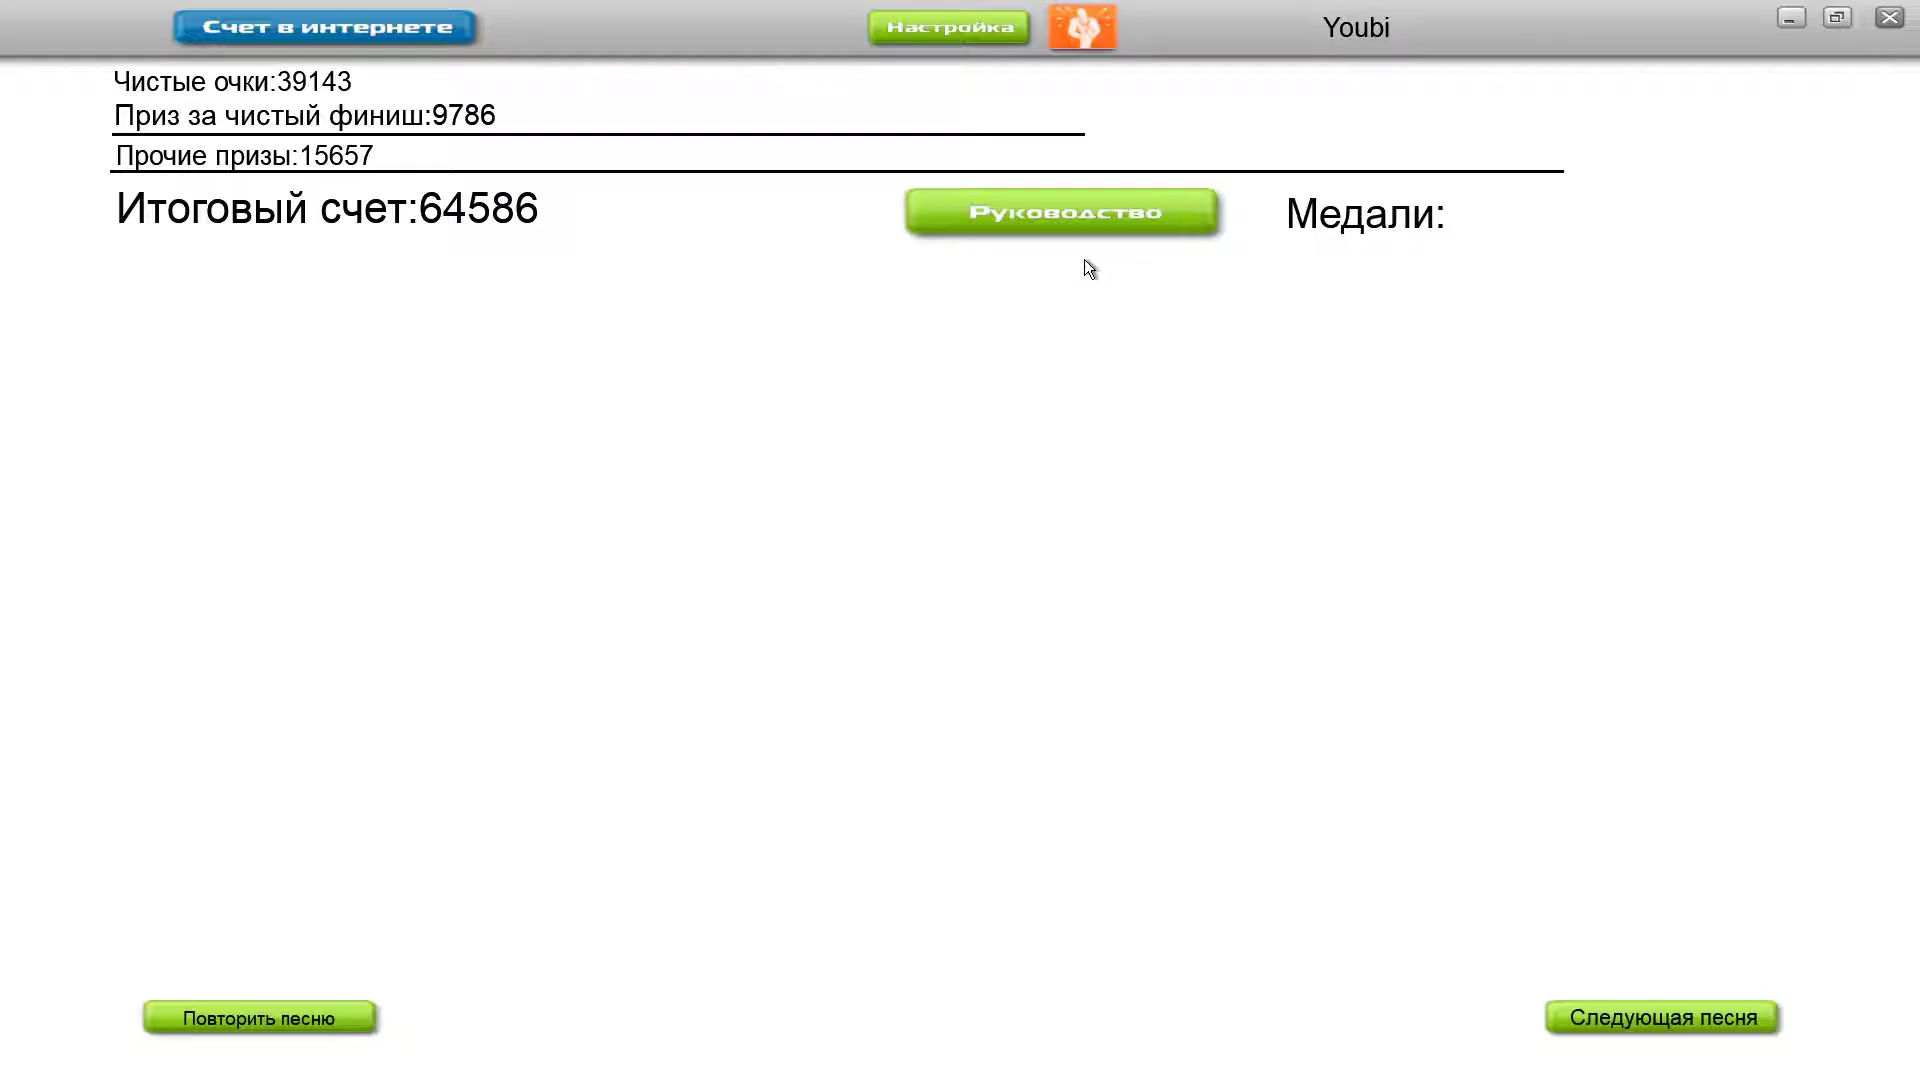 Счет в интернете
Настройка
Youbi
Чистые очки:39143
Приз за чистый финиш:9786
Прочие призы:15657
Итоговый счет:64586
Руководство
Медали:
Повторить песню
Следующая песня